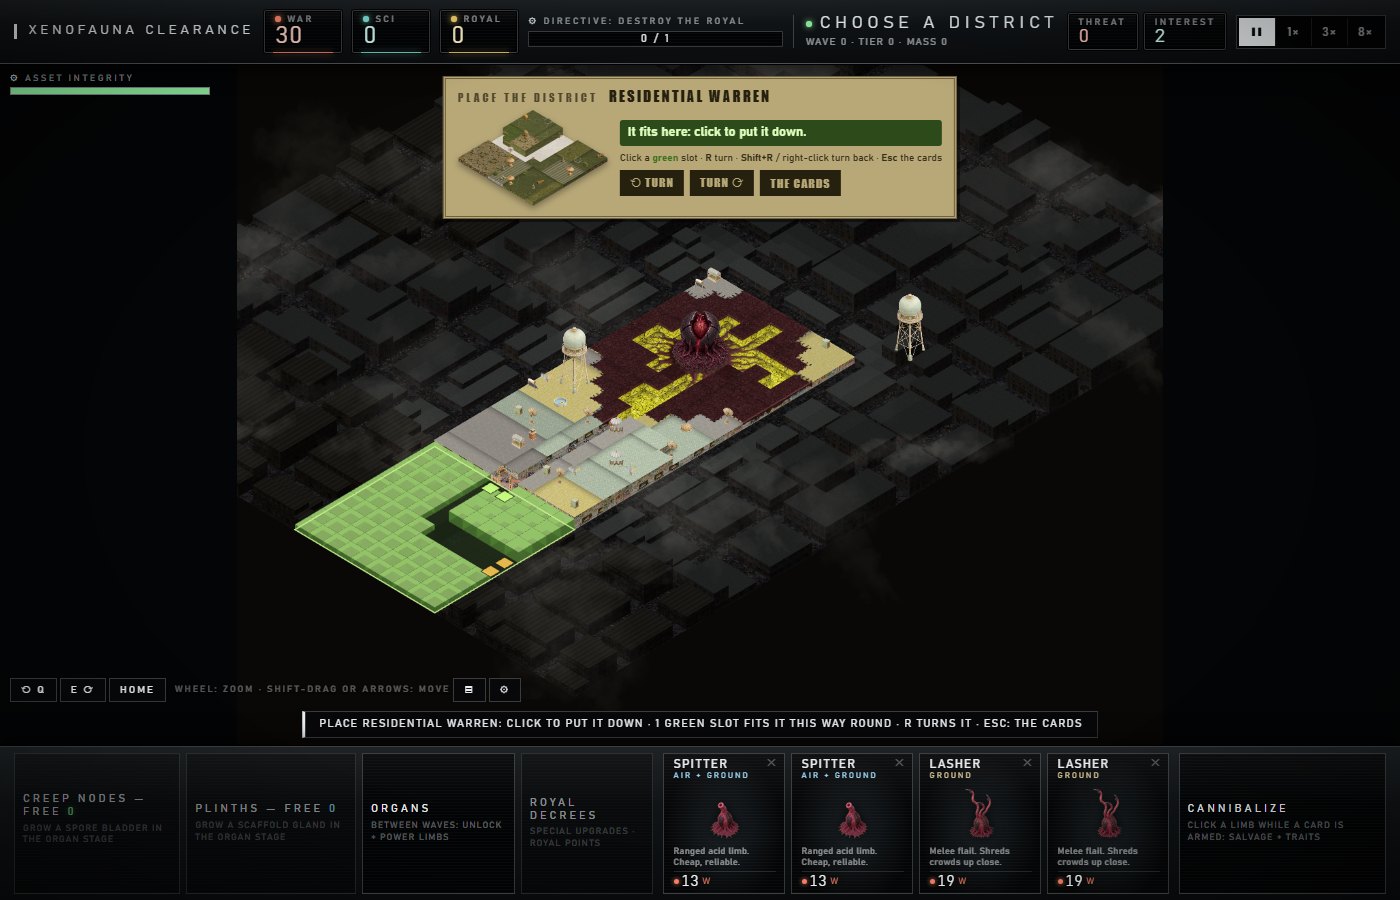 XENOFAUNA CLEARANCE
WAR
30
SCI
0
ROYAL
0
DIRECTIVE: DESTROY THE ROYAL
0 / 1
CHOOSE A DISTRICT
WAVE 0 · TIER 0 · MASS 0
THREAT
0
INTEREST
2
1×
3×
8×
ASSET INTEGRITY
PLACE THE DISTRICT RESIDENTIAL WARREN
It fits here: click to put it down.
Click a green slot · R turn · Shift+R / right-click turn back · Esc the cards
TURN
TURN
THE CARDS
Q
E
HOME
WHEEL: ZOOM · SHIFT-DRAG OR ARROWS: MOVE
PLACE RESIDENTIAL WARREN: CLICK TO PUT IT DOWN · 1 GREEN SLOT FITS IT THIS WAY ROUND · R TURNS IT · ESC: THE CARDS
CREEP NODES —
FREE 0
GROW A SPORE BLADDER IN
THE ORGAN STAGE
PLINTHS — FREE 0
GROW A SCAFFOLD GLAND IN
THE ORGAN STAGE
ORGANS
BETWEEN WAVES: UNLOCK
+ POWER LIMBS
ROYAL
DECREES
SPECIAL UPGRADES ·
ROYAL POINTS
SPITTER
AIR + GROUND
Ranged acid limb.
Cheap, reliable.
13 W
SPITTER
AIR + GROUND
Ranged acid limb.
Cheap, reliable.
13 W
LASHER
GROUND
Melee flail. Shreds
crowds up close.
19 W
LASHER
GROUND
Melee flail. Shreds
crowds up close.
19 W
CANNIBALIZE
CLICK A LIMB WHILE A CARD IS
ARMED: SALVAGE + TRAITS